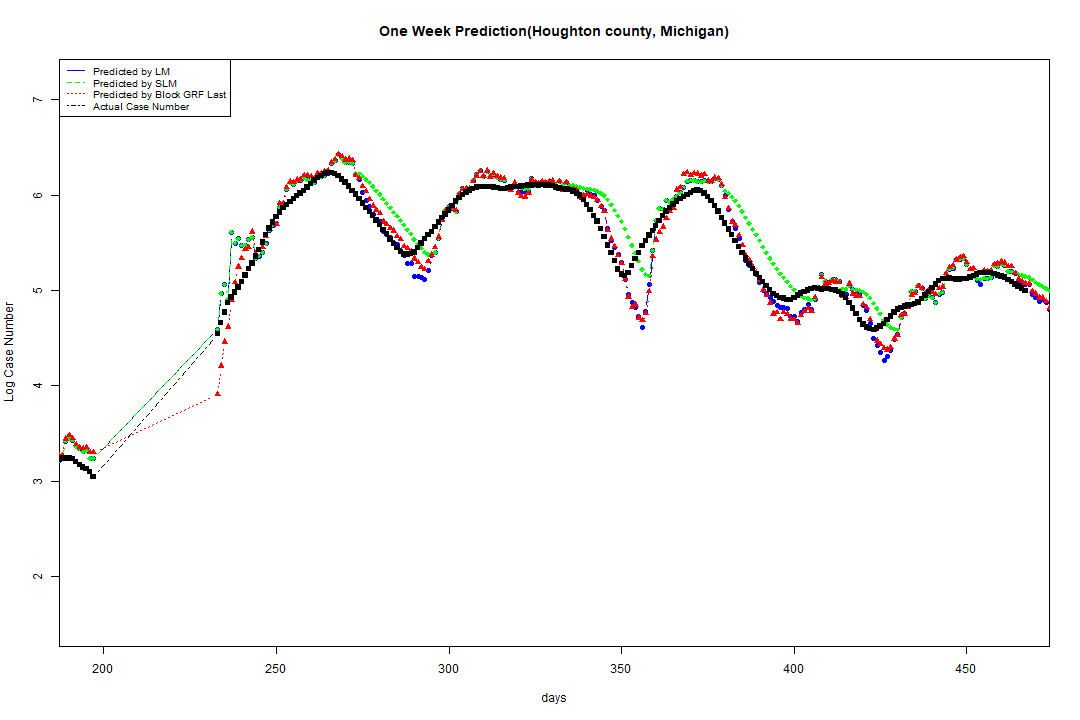 One Week Prediction(Houghton county, Michigan)
Predicted by LM
Predicted by SLM
Predicted by Block GRF Last
Actual Case Number
7
6
5
4
3
2
Log Case Number
200 250 300 350 400 450
days